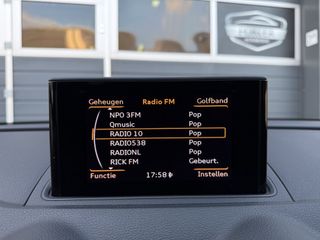 Geheugen Radio FM Golfband
NPO 3FM Pop
Qmusic Pop
RADIO 10 Pop
RADIO538 Pop
RADIONL Pop
RICK FM Gebeurt.
Functie 17:58 Instellen